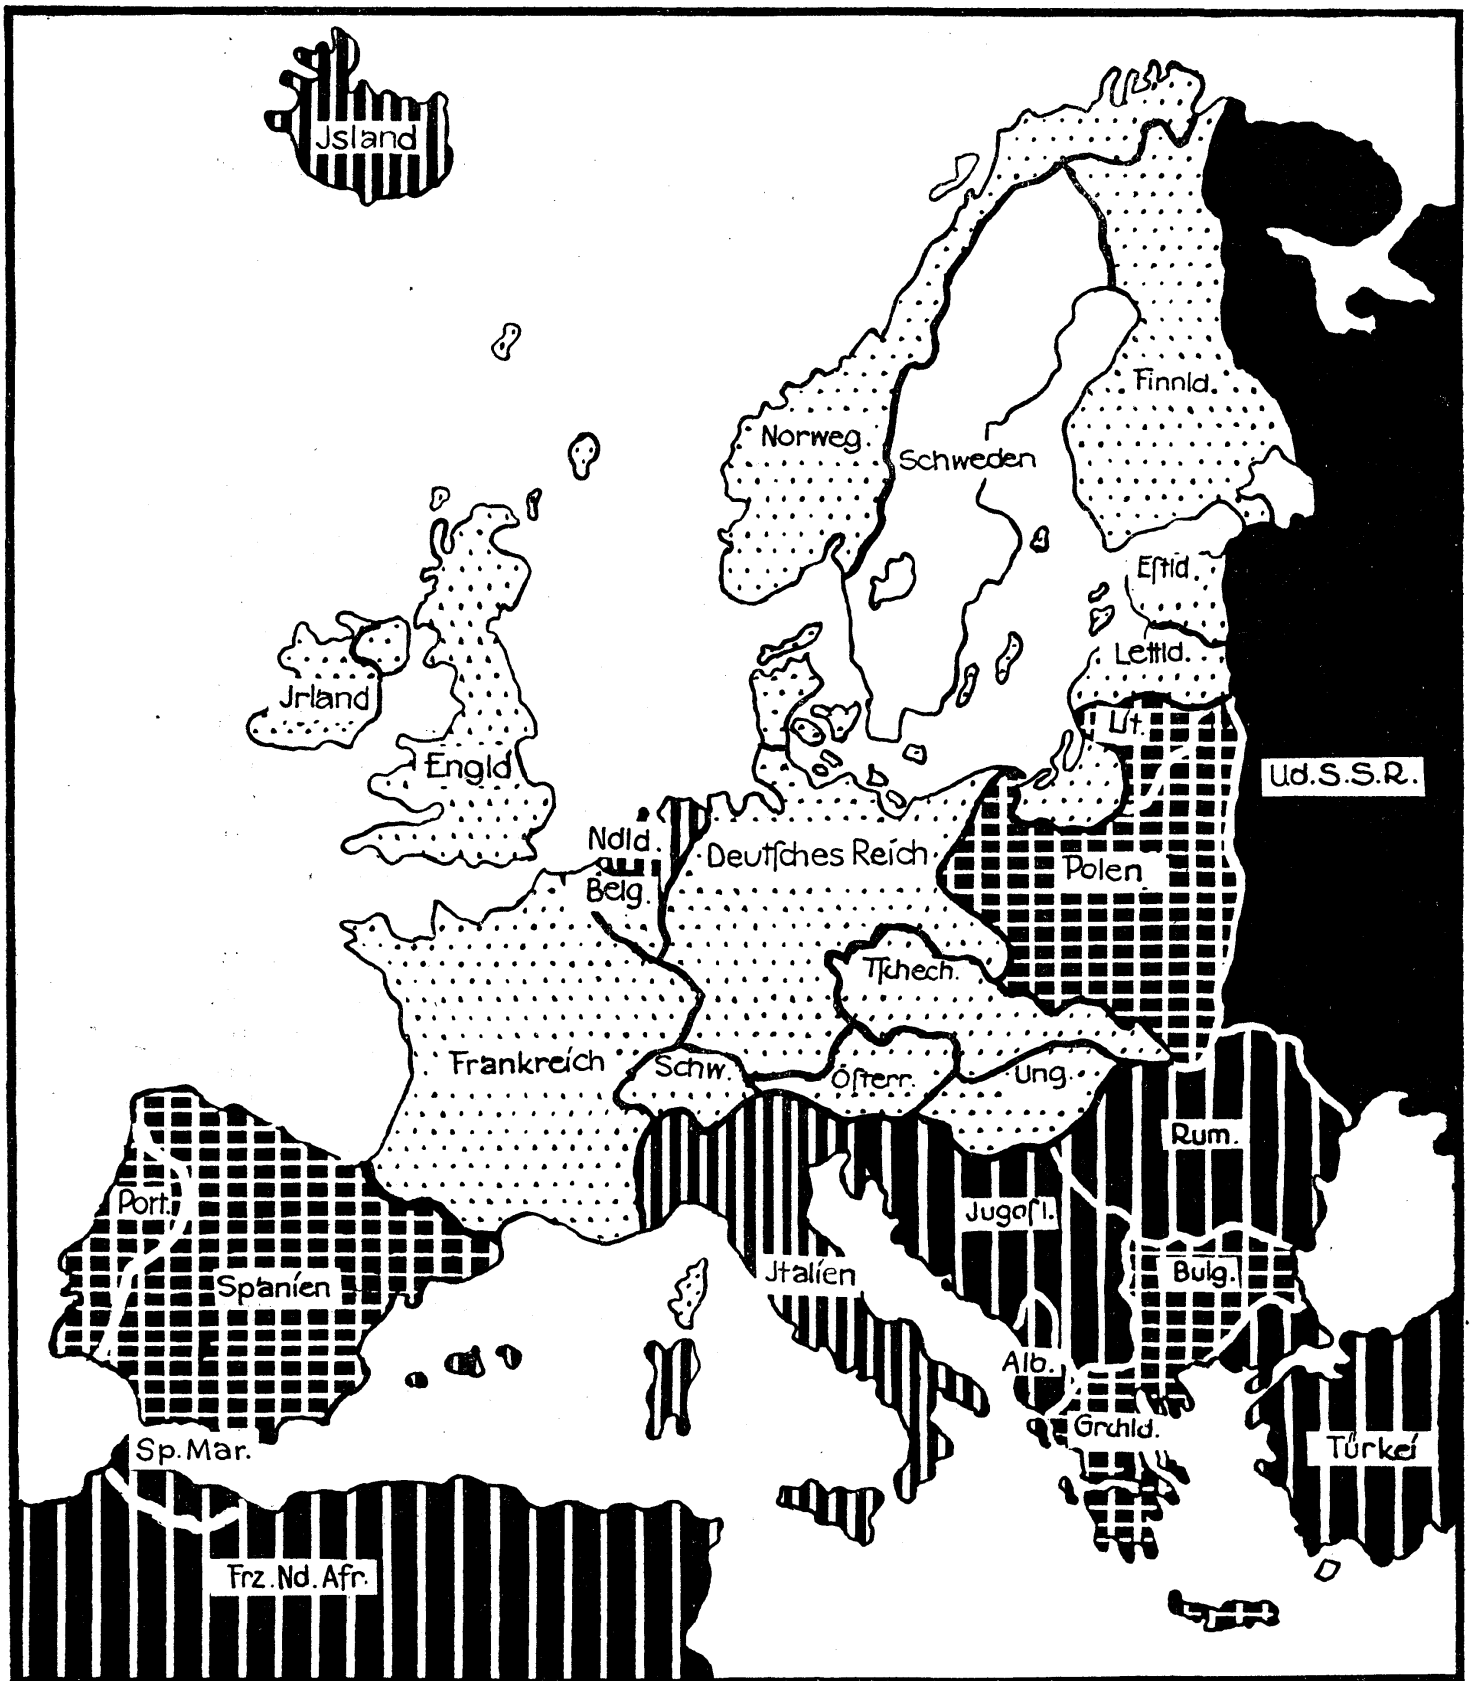 Jsland
Finnld.
Norweg.
Schweden
Eſtld.
Lettld.
Jrland
Lit.
Engld
Ud.S.S.R.
Ndld.
Deutſches Reich
Polen
Belg.
Tſchech.
Frankreich
Schw.
Öſterr.
Ung.
Rum.
Port.
Jugoſl.
Spanien
Jtalien
Bulg.
Alb.
Grchld.
Sp.Mar.
Türkei
Frz.Nd.Afr.